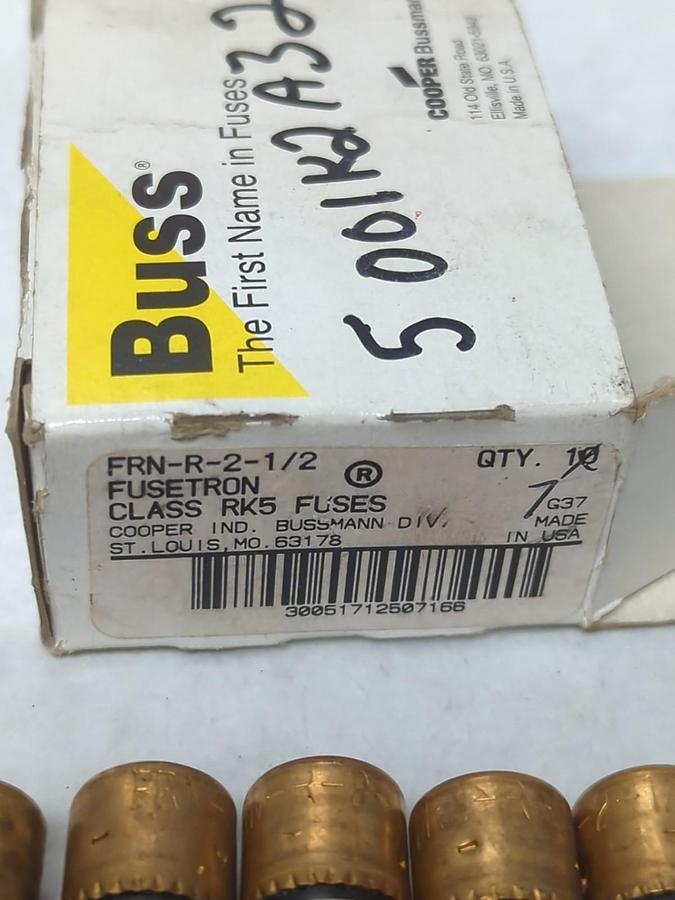 Buss®
The First Name in Fuses
COOPER Bussmann
114 Old State Road
Ellisville, MO. 63021-5942
Made in U.S.A.
A32
001K2
5
FRN-R-2-1/2
FUSETRON ®
CLASS RK5 FUSES
COOPER IND. BUSSMANN DIV.
ST.LOUIS,MO.63178
QTY. 10
7
G37
MADE
IN USA
30051712507166